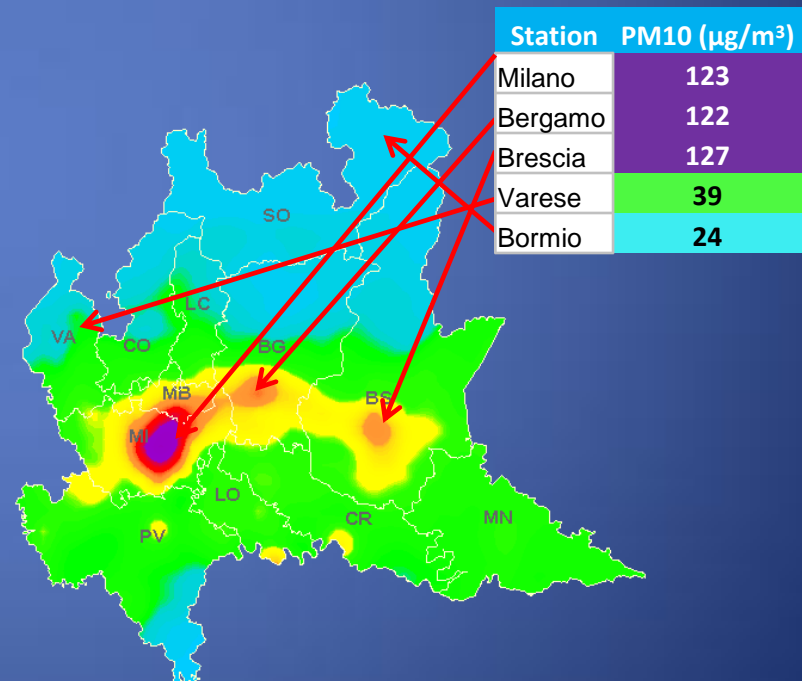 Station PM10 (µg/m³)
Milano 123
Bergamo 122
Brescia 127
Varese 39
Bormio 24
SO
LC
VA
CO
BG
MB
BS
MI
LO
CR
MN
PV